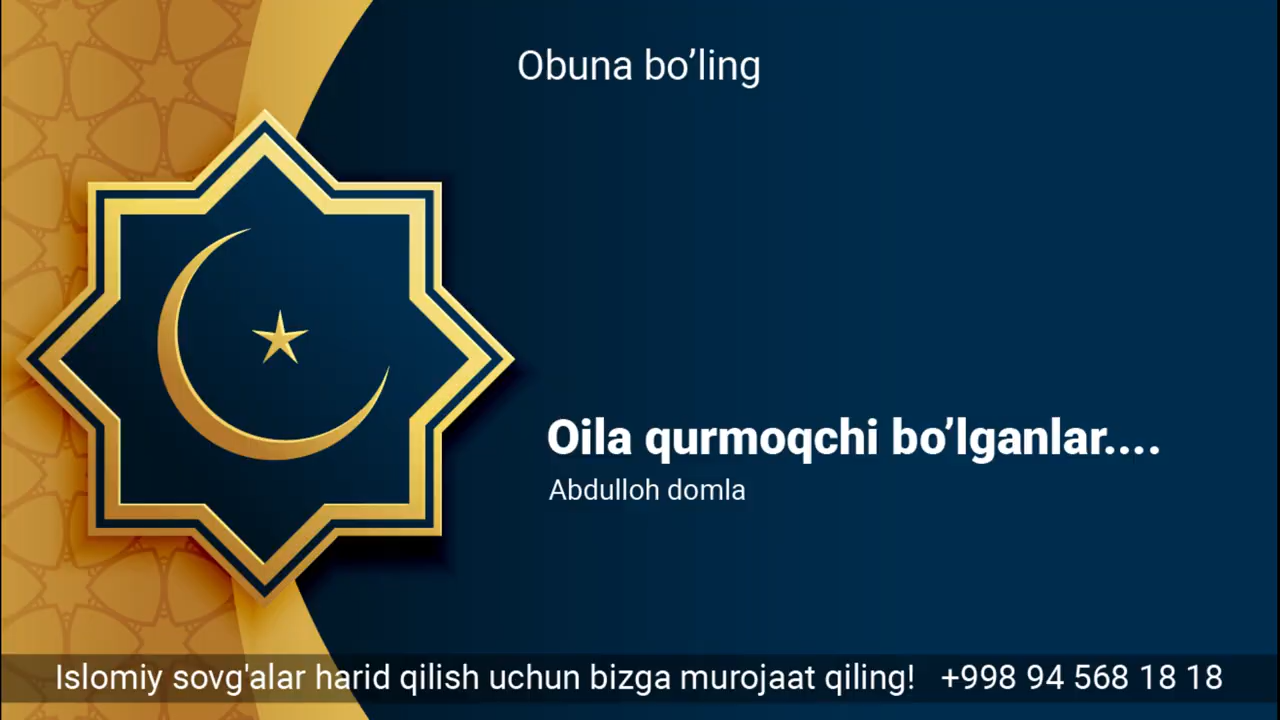 Obuna bo’ling
Oila qurmoqchi bo’lganlar....
Abdulloh domla
Islomiy sovg'alar harid qilish uchun bizga murojaat qiling! +998 94 568 18 18